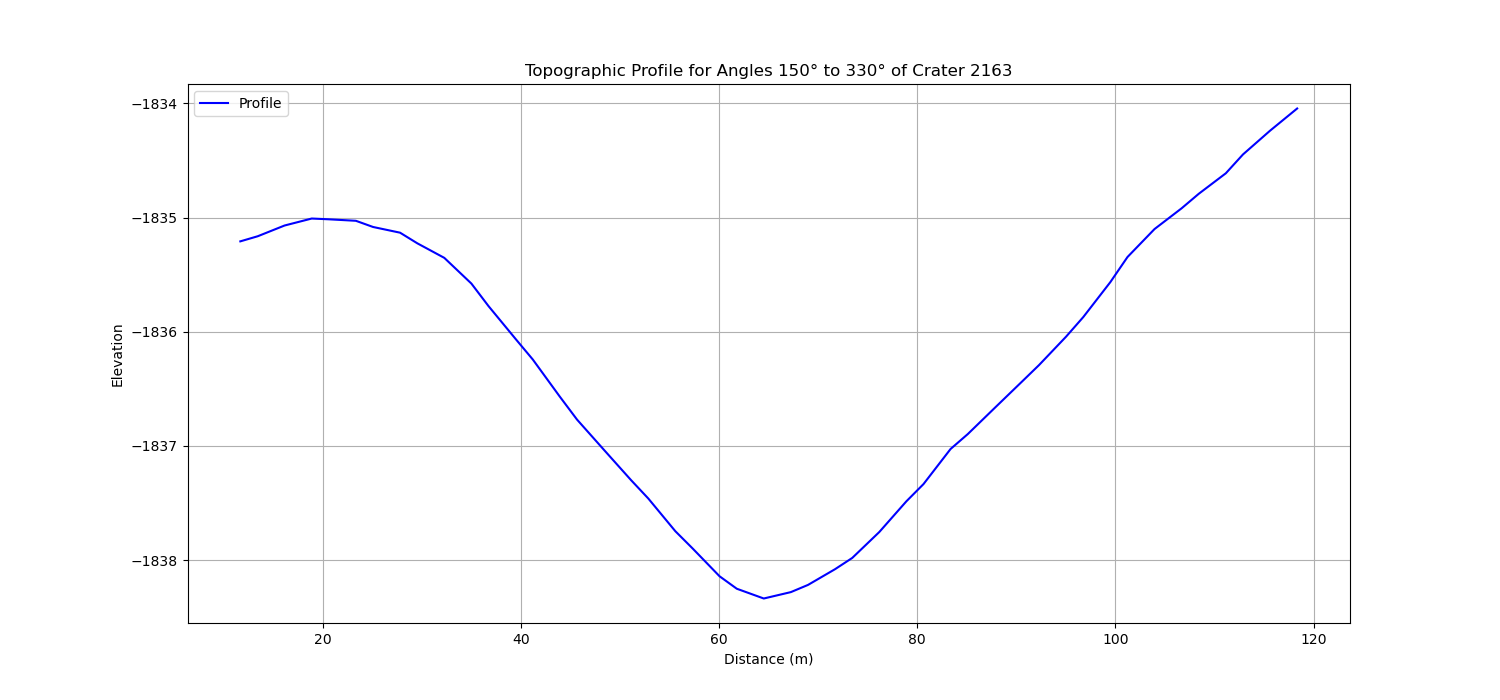 Topographic Profile for Angles 150° to 330° of Crater 2163
Profile
−1834
−1835
−1836
−1837
−1838
Elevation
20 40 60 80 100 120
Distance (m)